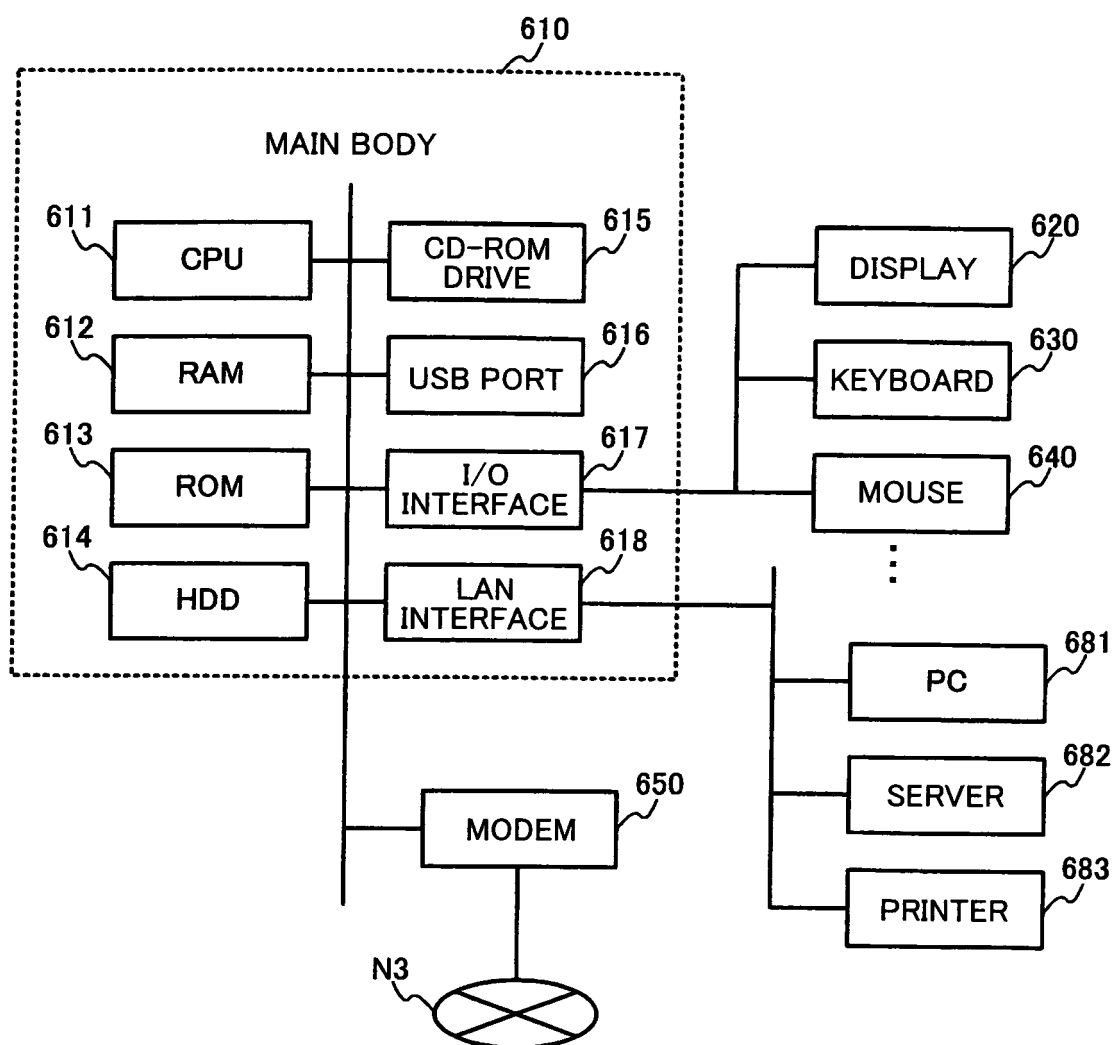 610
MAIN BODY
611
CPU
615
CD-ROM
DRIVE
612
RAM
616
USB PORT
613
ROM
617
I/O
INTERFACE
614
HDD
618
LAN
INTERFACE
620
DISPLAY
630
KEYBOARD
640
MOUSE
681
PC
682
SERVER
683
PRINTER
650
MODEM
N3